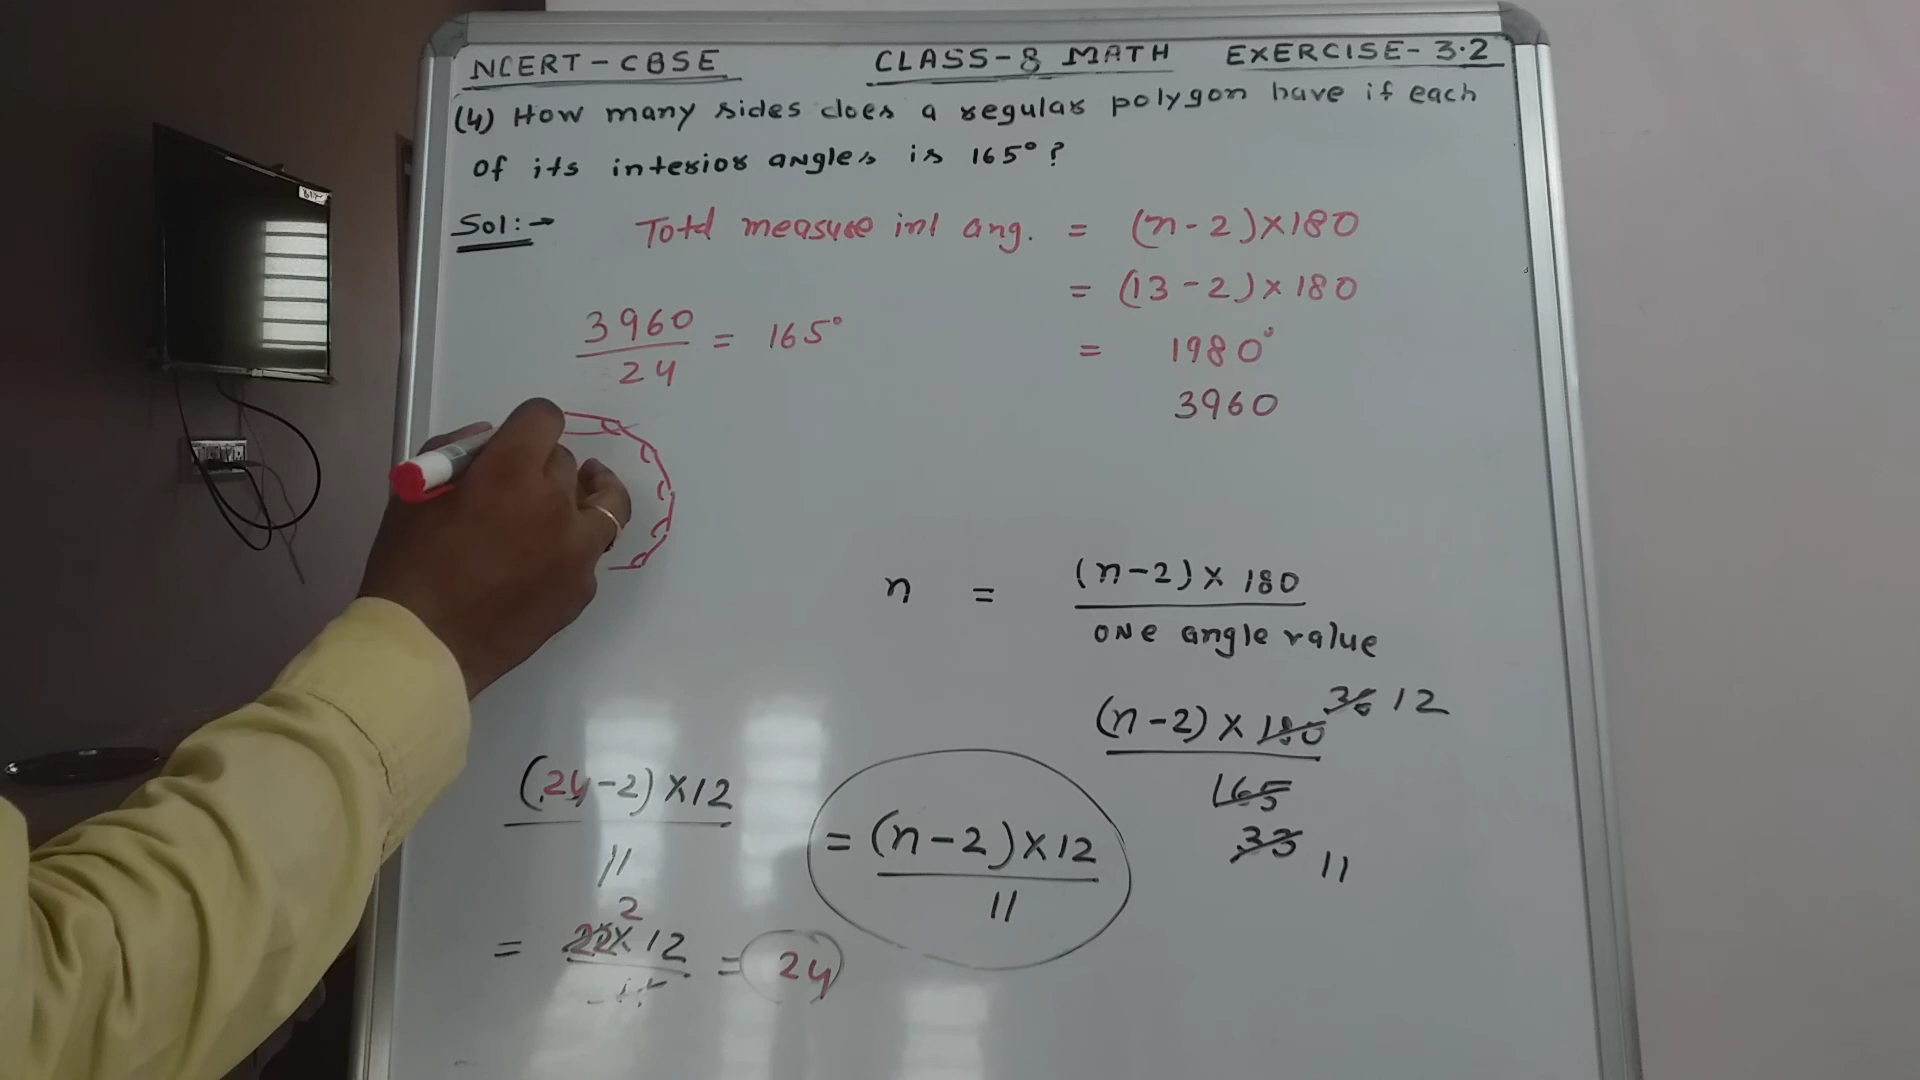 NCERT-CBSE CLASS-8 MATH EXERCISE-3.2
(4) How many sides does a regular polygon have if each
of its interior angles is 165°?
Sol:→ Total measure int ang. = (n-2)×180
= (13-2)×180
3960/24 = 165°
= 1980°
3960
n = (n-2)×180
one angle value
(n-2)×180 36 12
165
33 11
(24-2)×12
11
= (n-2)×12
11
2
= 22×12 = 24
11